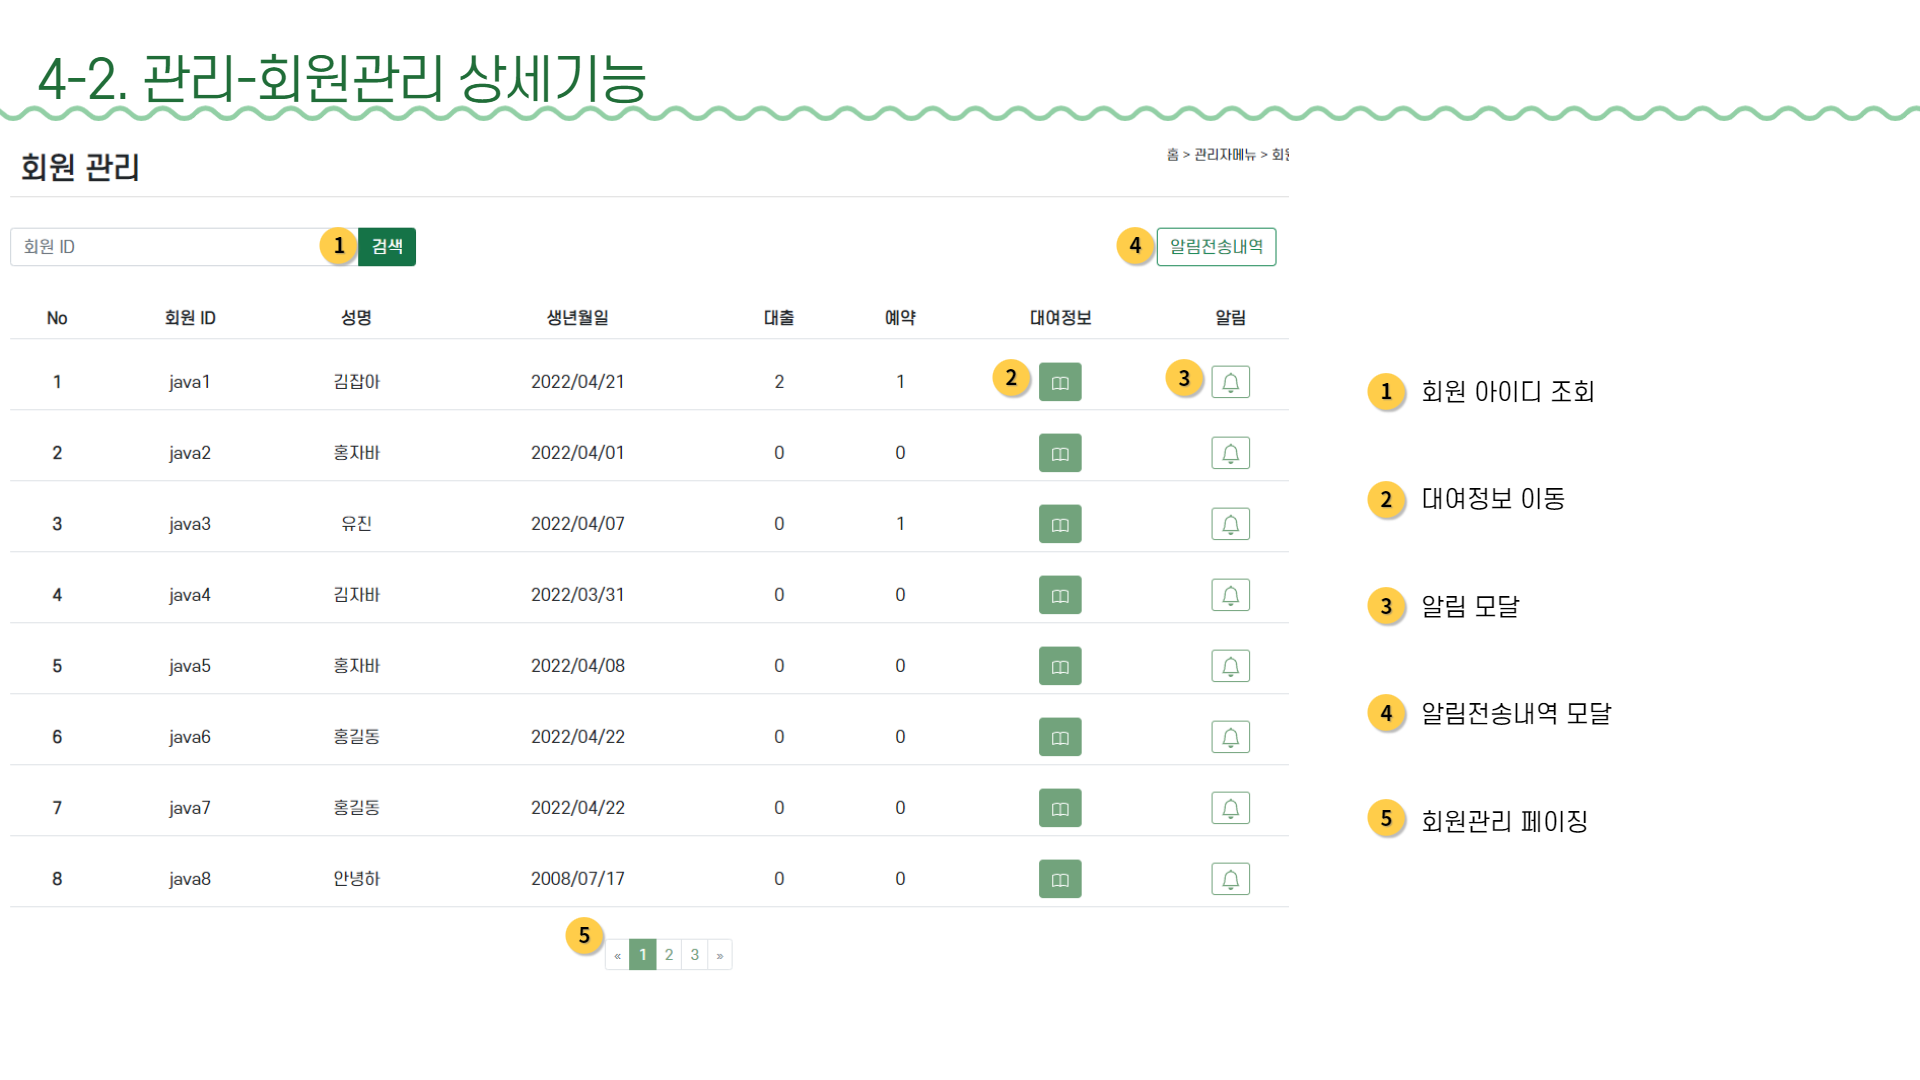 4-2. 관리-회원관리 상세기능
회원 관리
홈 > 관리자메뉴 > 회원
회원 ID 1 검색 4 알림전송내역
No 회원 ID 성명 생년월일 대출 예약 대여정보 알림
1 java1 김잡아 2022/04/21 2 1 2 3
2 java2 홍자바 2022/04/01 0 0
3 java3 유진 2022/04/07 0 1
4 java4 김자바 2022/03/31 0 0
5 java5 홍자바 2022/04/08 0 0
6 java6 홍길동 2022/04/22 0 0
7 java7 홍길동 2022/04/22 0 0
8 java8 안녕하 2008/07/17 0 0
5 « 1 2 3 »
1 회원 아이디 조회
2 대여정보 이동
3 알림 모달
4 알림전송내역 모달
5 회원관리 페이징